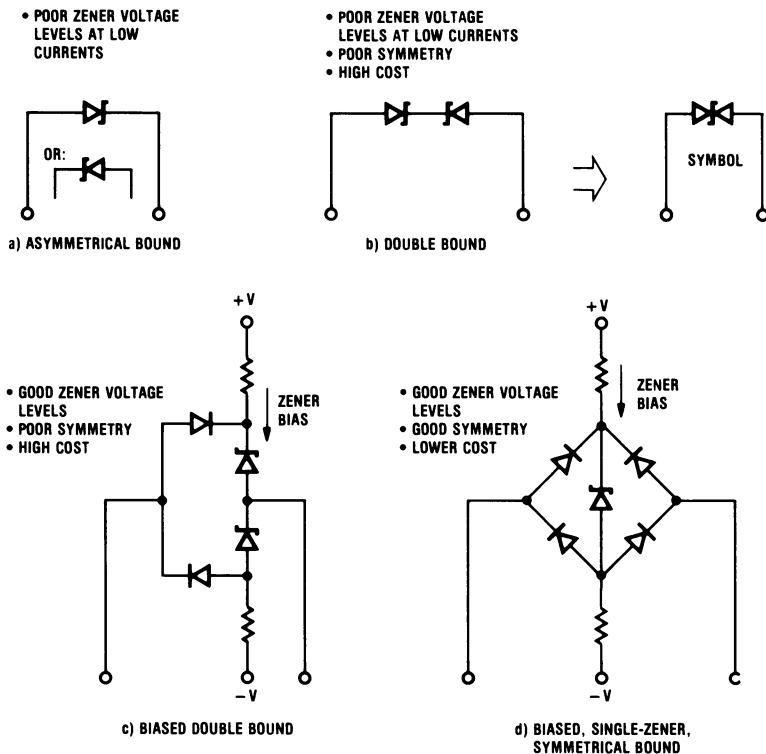 • POOR ZENER VOLTAGE
LEVELS AT LOW
CURRENTS
OR:
a) ASYMMETRICAL BOUND
• POOR ZENER VOLTAGE
LEVELS AT LOW CURRENTS
• POOR SYMMETRY
• HIGH COST
SYMBOL
b) DOUBLE BOUND
+V
• GOOD ZENER VOLTAGE
LEVELS
• POOR SYMMETRY
• HIGH COST
ZENER
BIAS
−V
c) BIASED DOUBLE BOUND
+V
• GOOD ZENER VOLTAGE
LEVELS
• GOOD SYMMETRY
• LOWER COST
ZENER
BIAS
−V
d) BIASED, SINGLE-ZENER,
SYMMETRICAL BOUND